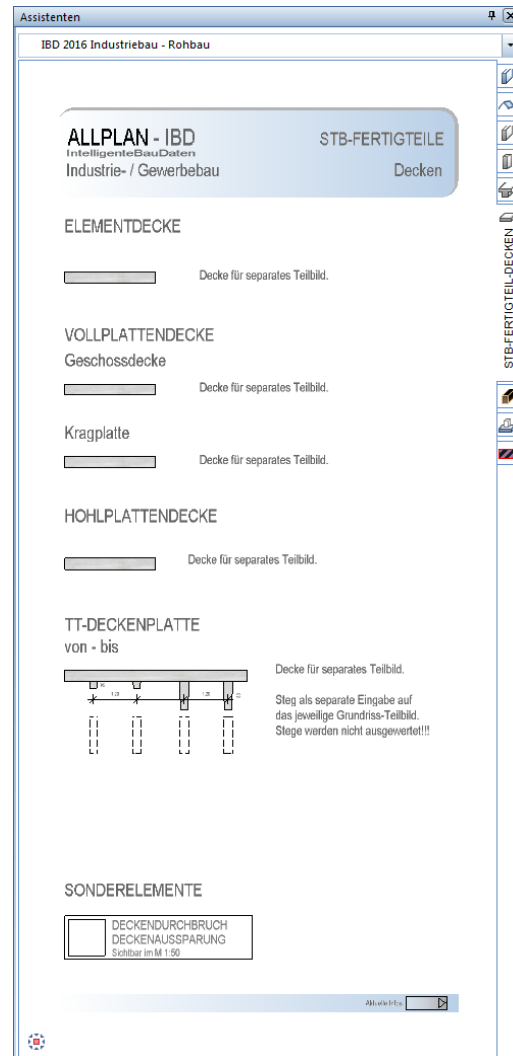 Assistenten
IBD 2016 Industriebau - Rohbau
ALLPLAN - IBD
IntelligenteBauDaten
Industrie- / Gewerbebau
STB-FERTIGTEILE
Decken
ELEMENTDECKE
Decke für separates Teilbild.
VOLLPLATTENDECKE
Geschossdecke
Decke für separates Teilbild.
Kragplatte
Decke für separates Teilbild.
HOHLPLATTENDECKE
Decke für separates Teilbild.
TT-DECKENPLATTE
von - bis
Decke für separates Teilbild.
Steg als separate Eingabe auf
das jeweilige Grundriss-Teilbild.
Stege werden nicht ausgewertet!!!
SONDERELEMENTE
DECKENDURCHBRUCH
DECKENAUSSPARUNG
Sichtbar im M 1:50
Aktuelle Infos
STB-FERTIGTEIL-DECKEN